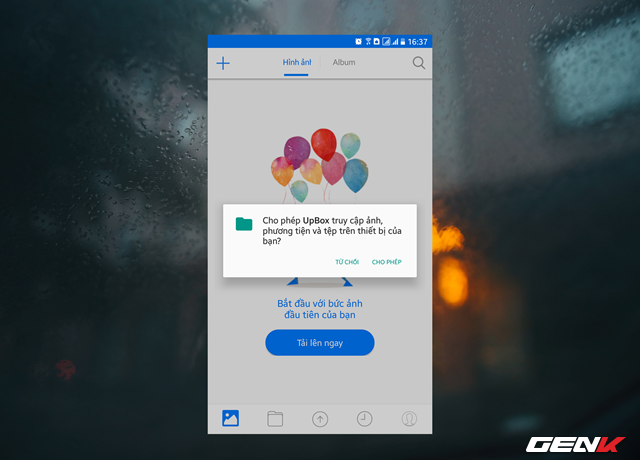 16:37
Hình ảnh
Album
Cho phép UpBox truy cập ảnh,
phương tiện và tệp trên thiết bị của
bạn?
TỪ CHỐI
CHO PHÉP
Bắt đầu với bức ảnh
đầu tiên của bạn
Tải lên ngay
GENK